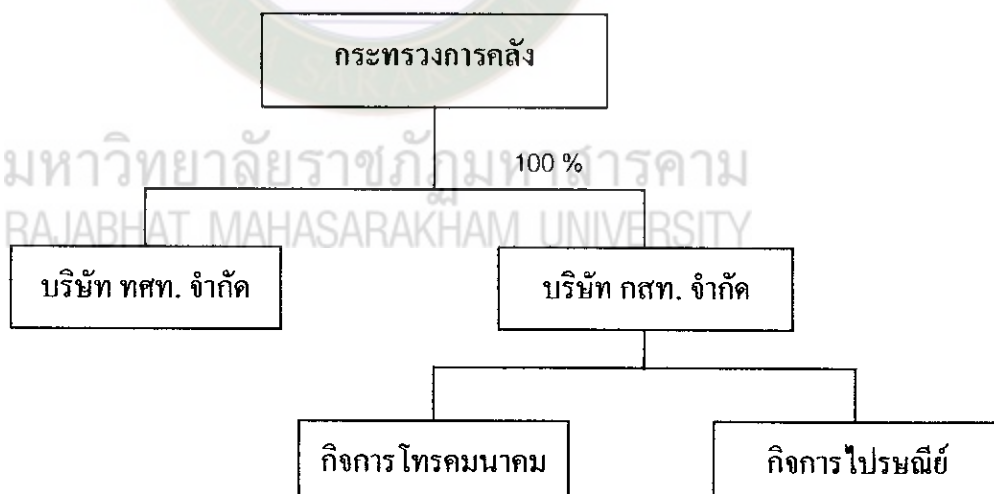 กระทรวงการคลัง
100 %
มหาวิทยาลัยราชภัฏมหาสารคาม
RAJABHAT MAHASARAKHAM UNIVERSITY
บริษัท ทศท. จำกัด
บริษัท กสท. จำกัด
กิจการโทรคมนาคม
กิจการไปรษณีย์